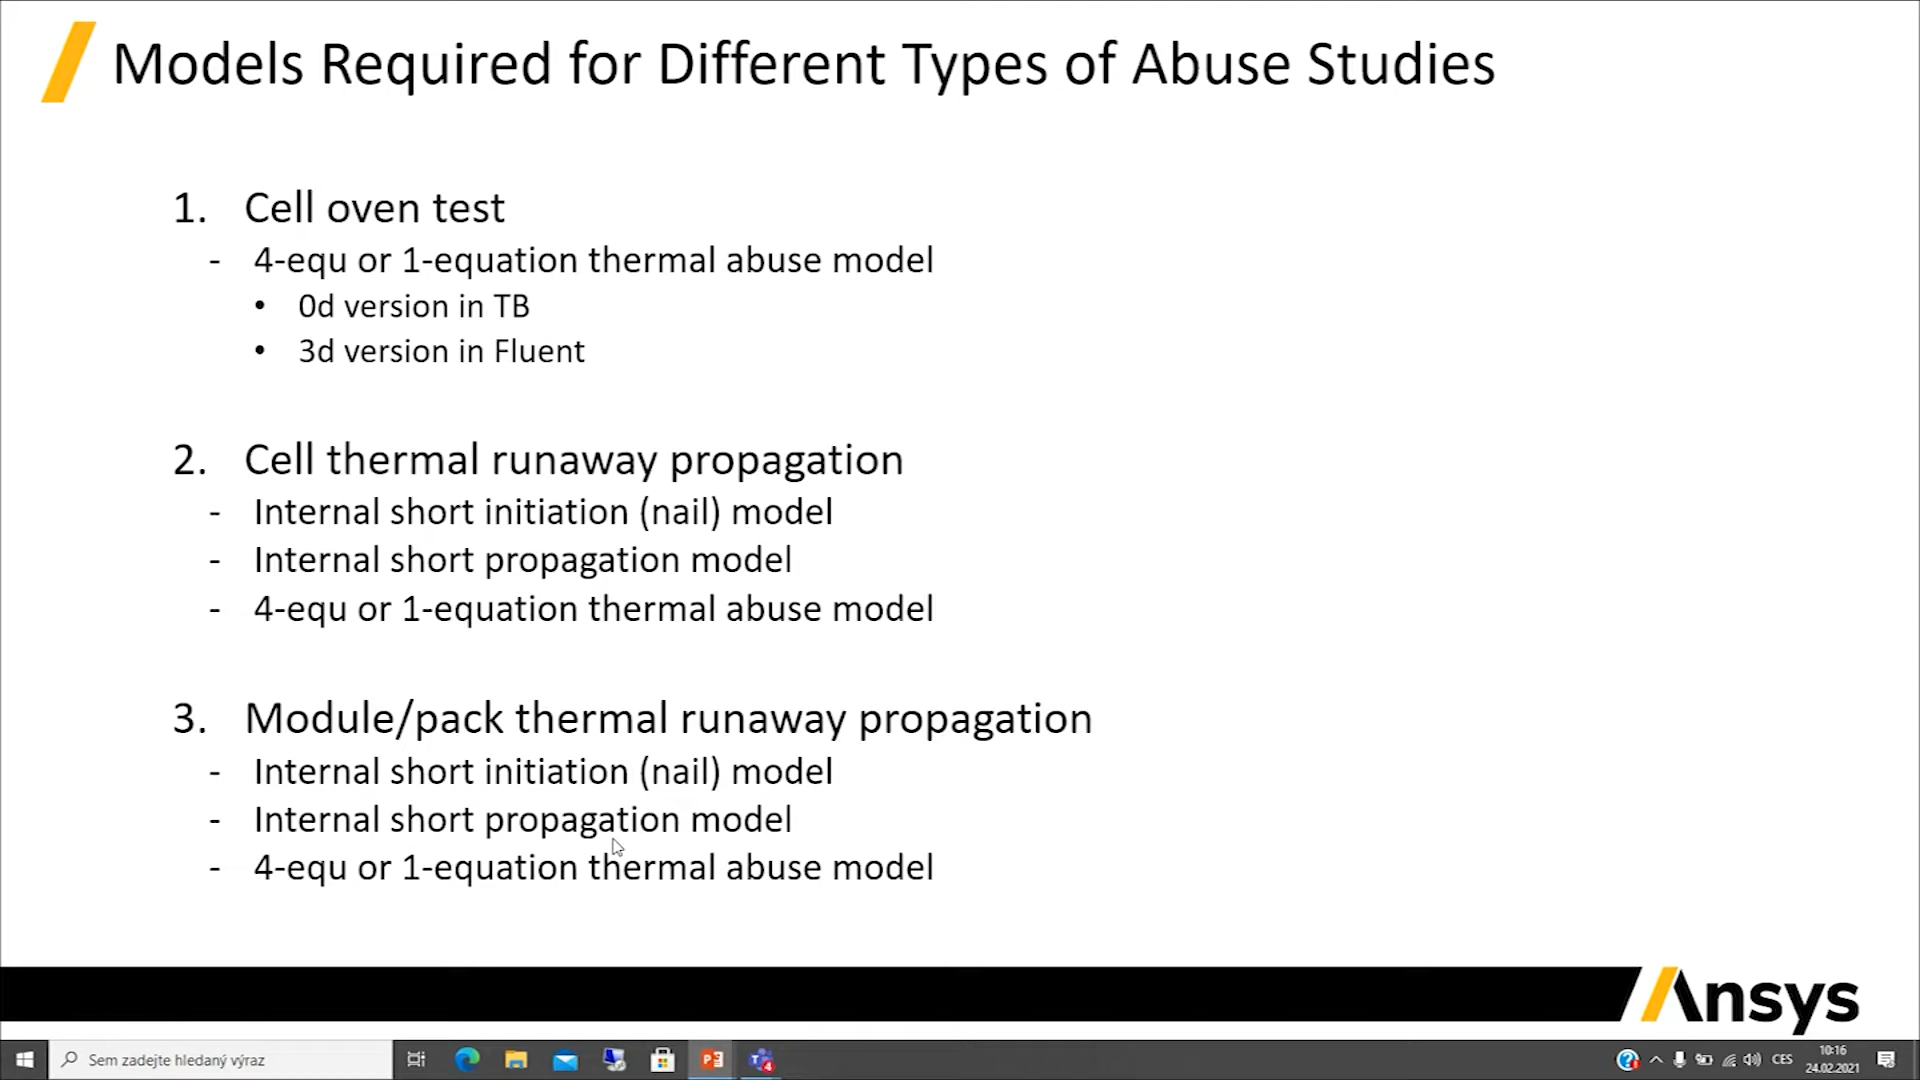 Models Required for Different Types of Abuse Studies
1. Cell oven test
- 4-equ or 1-equation thermal abuse model
• 0d version in TB
• 3d version in Fluent
2. Cell thermal runaway propagation
- Internal short initiation (nail) model
- Internal short propagation model
- 4-equ or 1-equation thermal abuse model
3. Module/pack thermal runaway propagation
- Internal short initiation (nail) model
- Internal short propagation model
- 4-equ or 1-equation thermal abuse model
Ansys
Sem zadejte hledaný výraz
CES
10:16
24.02.2021